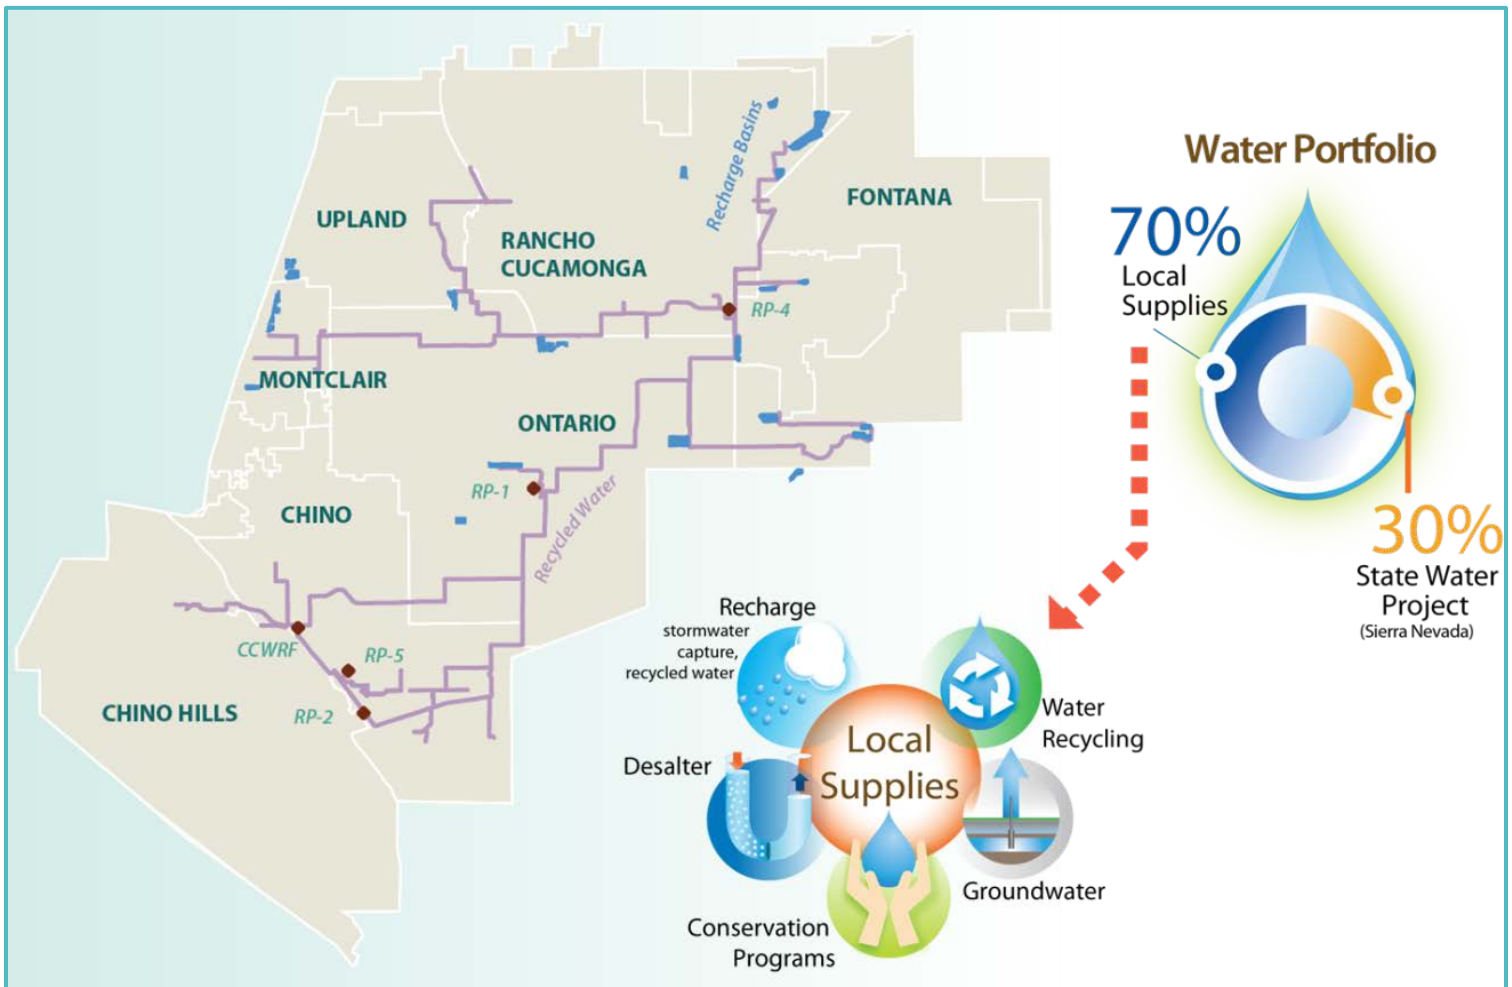 Water Portfolio
70%
Local
Supplies
30%
State Water
Project
(Sierra Nevada)
Recharge Basins
FONTANA
UPLAND
RANCHO
CUCAMONGA
RP-4
MONTCLAIR
ONTARIO
RP-1
Recycled Water
CHINO
CCWRF
RP-5
CHINO HILLS
RP-2
Recharge
stormwater
capture,
recycled water
Water
Recycling
Local
Supplies
Desalter
Groundwater
Conservation
Programs